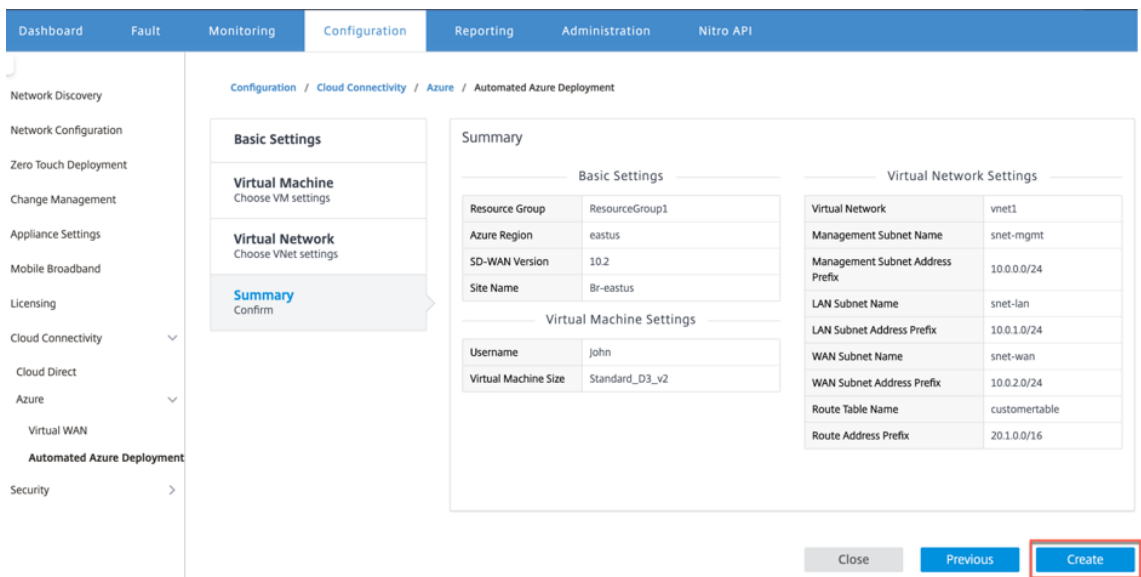 Dashboard Fault Monitoring Configuration Reporting Administration Nitro API
Network Discovery
Network Configuration
Zero Touch Deployment
Change Management
Appliance Settings
Mobile Broadband
Licensing
Cloud Connectivity
Cloud Direct
Azure
Virtual WAN
Automated Azure Deployment
Security
Configuration / Cloud Connectivity / Azure / Automated Azure Deployment
Basic Settings
Virtual Machine
Choose VM settings
Virtual Network
Choose VNet settings
Summary
Confirm
Summary
Basic Settings
Resource Group ResourceGroup1
Azure Region eastus
SD-WAN Version 10.2
Site Name Br-eastus
Virtual Machine Settings
Username John
Virtual Machine Size Standard_D3_v2
Virtual Network Settings
Virtual Network vnet1
Management Subnet Name snet-mgmt
Management Subnet Address
Prefix 10.0.0.0/24
LAN Subnet Name snet-lan
LAN Subnet Address Prefix 10.0.1.0/24
WAN Subnet Name snet-wan
WAN Subnet Address Prefix 10.0.2.0/24
Route Table Name customertable
Route Address Prefix 20.1.0.0/16
Close Previous Create